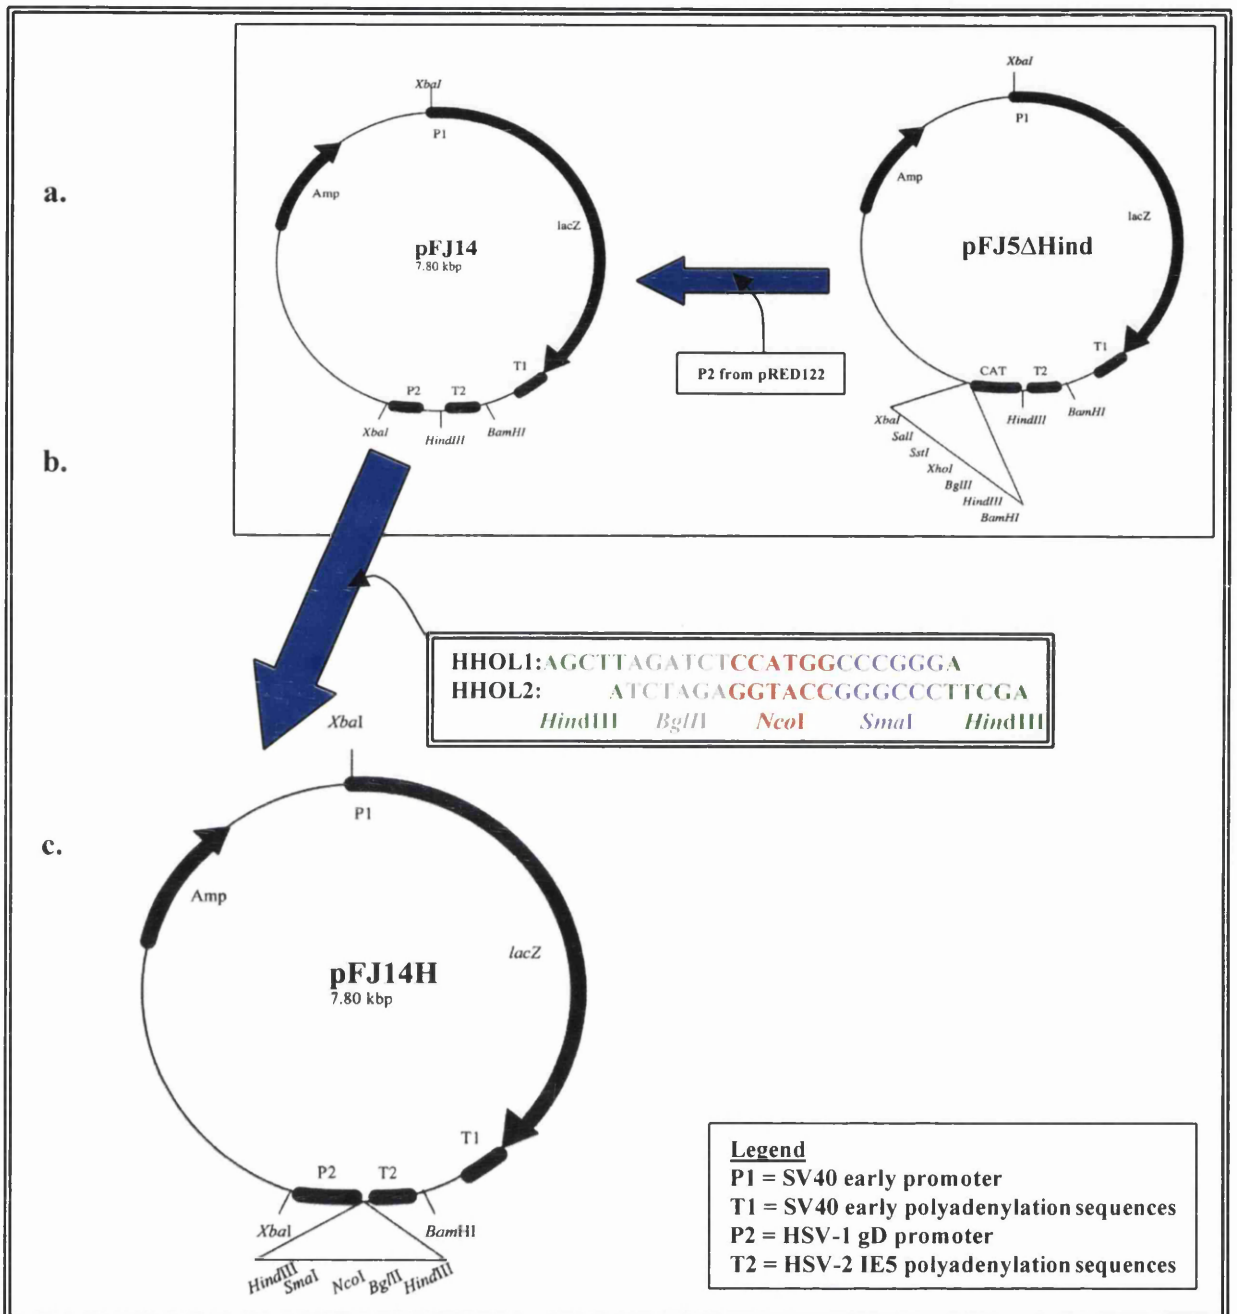 a.
XbaI
P1
Amp
lacZ
pFJ14
7.80 kbp
T1
P2
T2
XbaI
HindIII
BamHI
P2 from pRED122
XbaI
P1
Amp
lacZ
pFJ5ΔHind
T1
CAT
T2
BamHI
HindIII
XbaI
SalI
SstI
XhoI
BglII
HindIII
BamHI
b.
HHOL1:AGCTTAGATCTCCATGGCCCGGGA
HHOL2: ATCTAGAGGTACCGGGCCCTTCGA
HindIII BglII NcoI SmaI HindIII
c.
XbaI
P1
Amp
lacZ
pFJ14H
7.80 kbp
T1
P2
T2
XbaI
BamHI
HindIII
SmaI
NcoI
BglII
HindIII
Legend
P1 = SV40 early promoter
T1 = SV40 early polyadenylation sequences
P2 = HSV-1 gD promoter
T2 = HSV-2 IE5 polyadenylation sequences